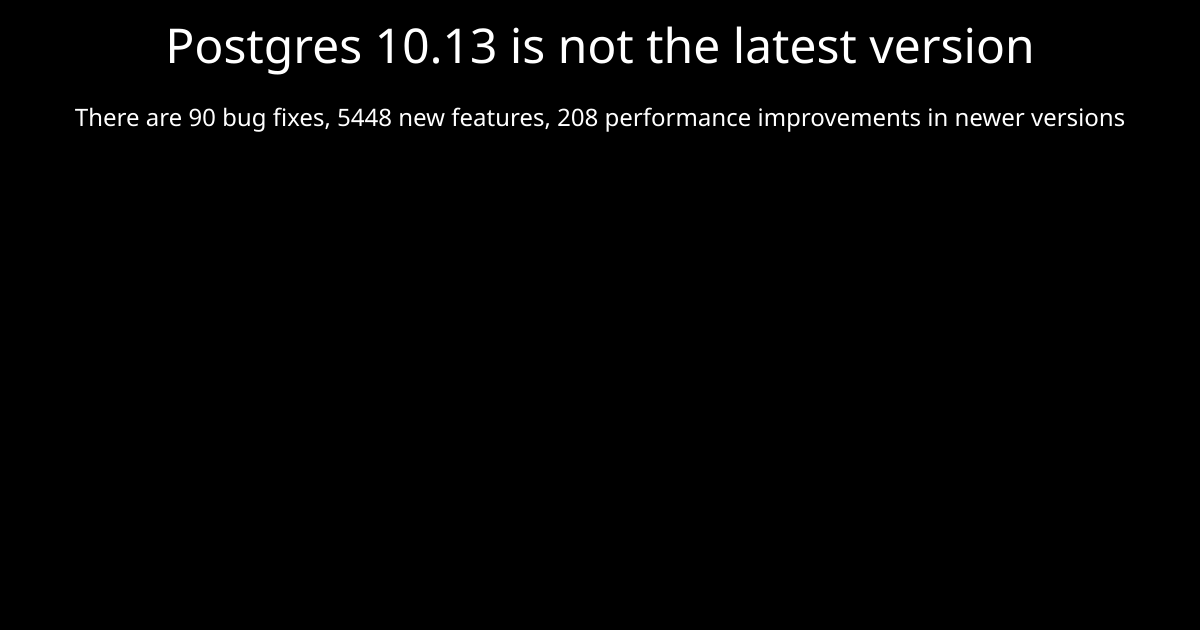 Postgres 10.13 is not the latest version
There are 90 bug fixes, 5448 new features, 208 performance improvements in newer versions